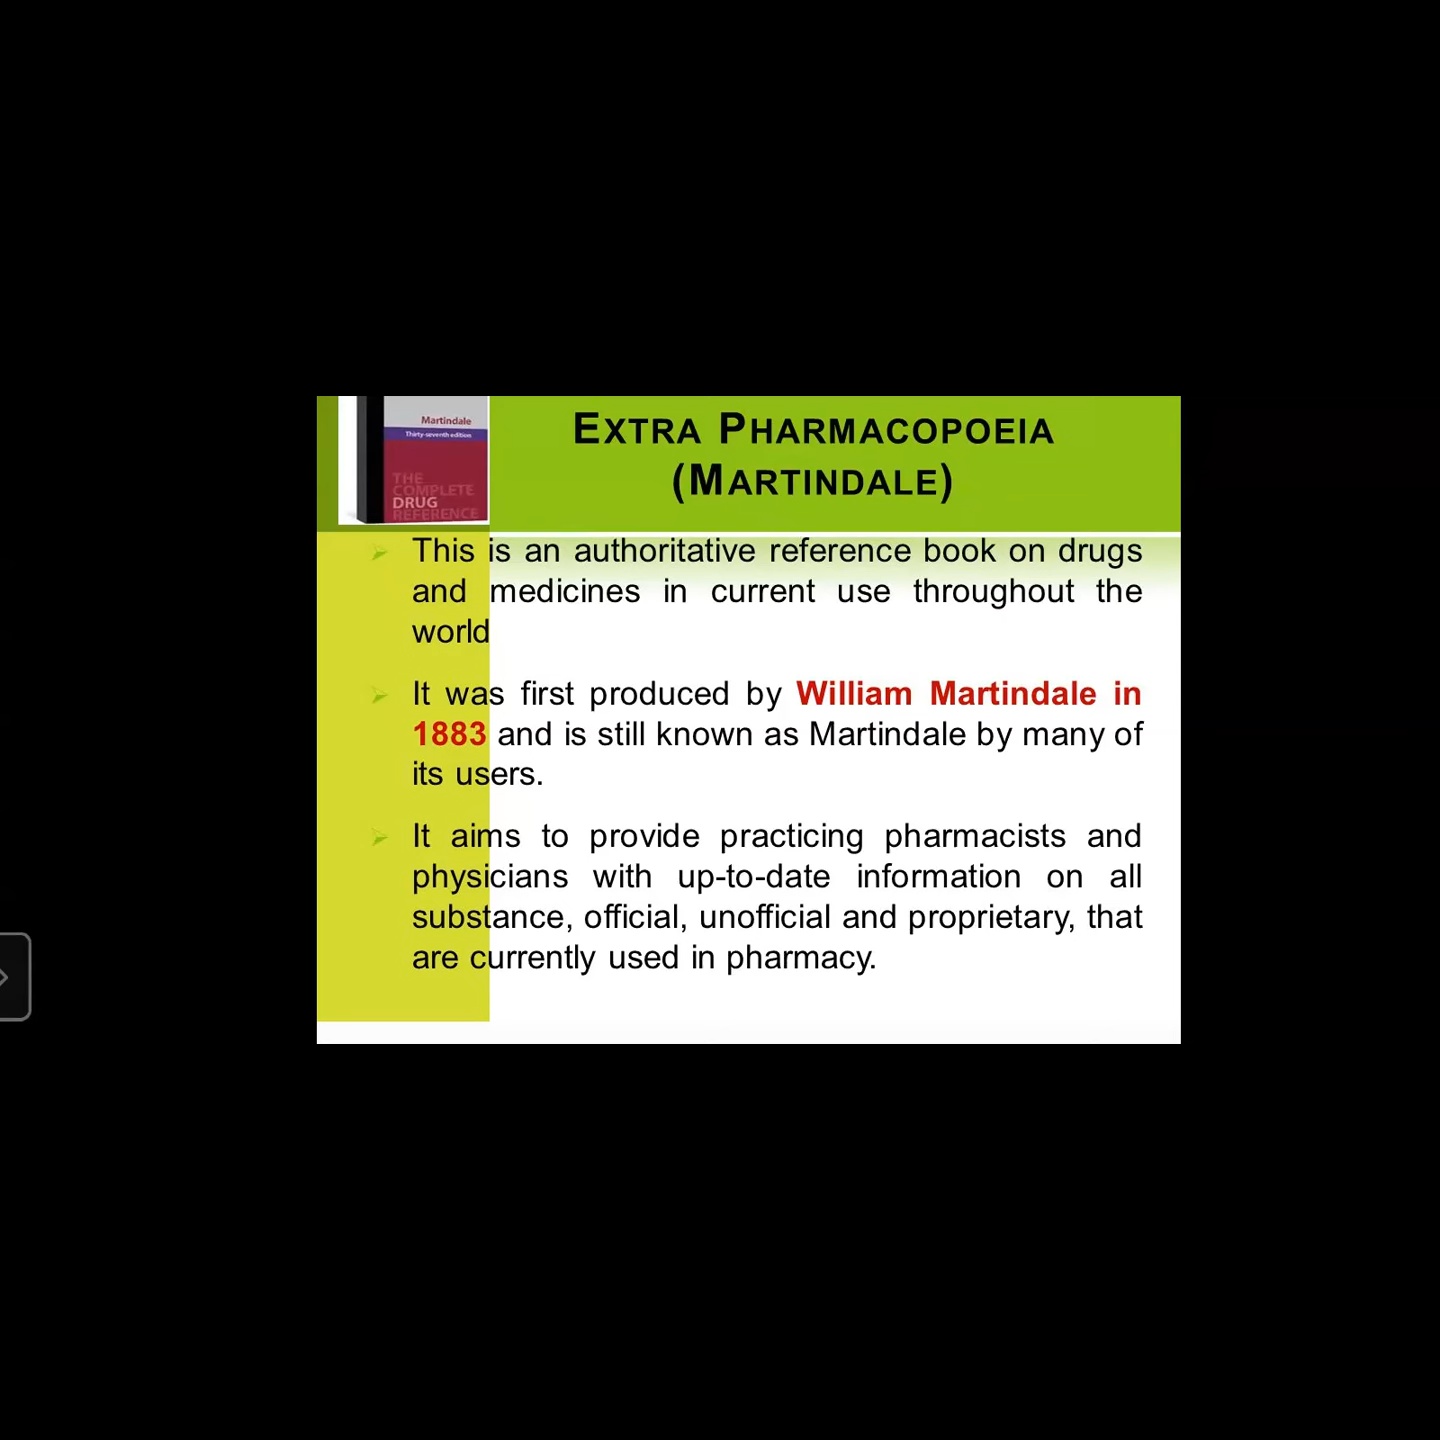 Martindale
Thirty-seventh edition
THE
COMPLETE
DRUG
REFERENCE
EXTRA PHARMACOPOEIA
(MARTINDALE)
This is an authoritative reference book on drugs
and medicines in current use throughout the
world
It was first produced by William Martindale in
1883 and is still known as Martindale by many of
its users.
It aims to provide practicing pharmacists and
physicians with up-to-date information on all
substance, official, unofficial and proprietary, that
are currently used in pharmacy.